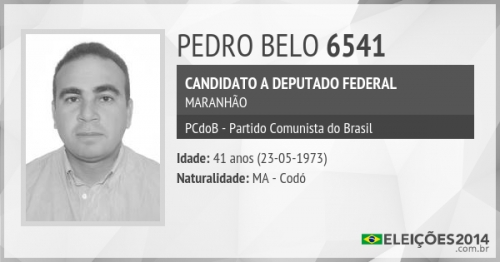 PEDRO BELO 6541
CANDIDATO A DEPUTADO FEDERAL
MARANHÃO
PCdoB - Partido Comunista do Brasil
Idade: 41 anos (23-05-1973)
Naturalidade: MA - Codó
ELEIÇÕES2014
.com.br